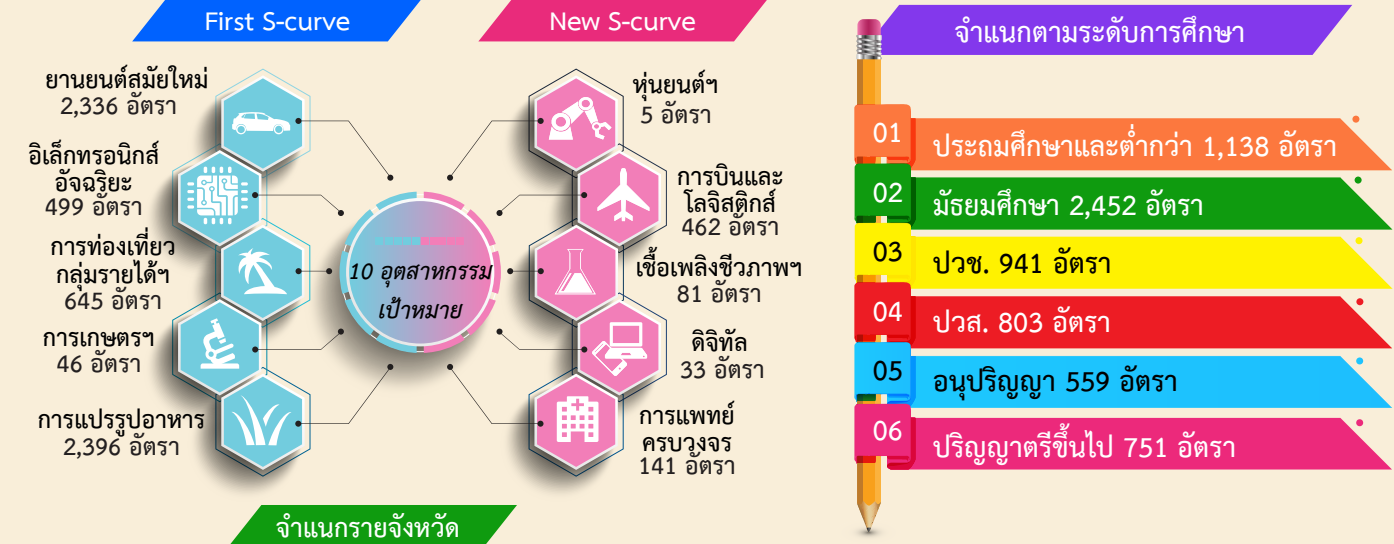 First S-curve
New S-curve
ยานยนต์สมัยใหม่
2,336 อัตรา
อิเล็กทรอนิกส์
อัจฉริยะ
499 อัตรา
การท่องเที่ยว
กลุ่มรายได้ฯ
645 อัตรา
การเกษตรฯ
46 อัตรา
การแปรรูปอาหาร
2,396 อัตรา
10 อุตสาหกรรม
เป้าหมาย
หุ่นยนต์ฯ
5 อัตรา
การบินและ
โลจิสติกส์
462 อัตรา
เชื้อเพลิงชีวภาพฯ
81 อัตรา
ดิจิทัล
33 อัตรา
การแพทย์
ครบวงจร
141 อัตรา
จำแนกรายจังหวัด
จำแนกตามระดับการศึกษา
01 ประถมศึกษาและต่ำกว่า 1,138 อัตรา
02 มัธยมศึกษา 2,452 อัตรา
03 ปวช. 941 อัตรา
04 ปวส. 803 อัตรา
05 อนุปริญญา 559 อัตรา
06 ปริญญาตรีขึ้นไป 751 อัตรา